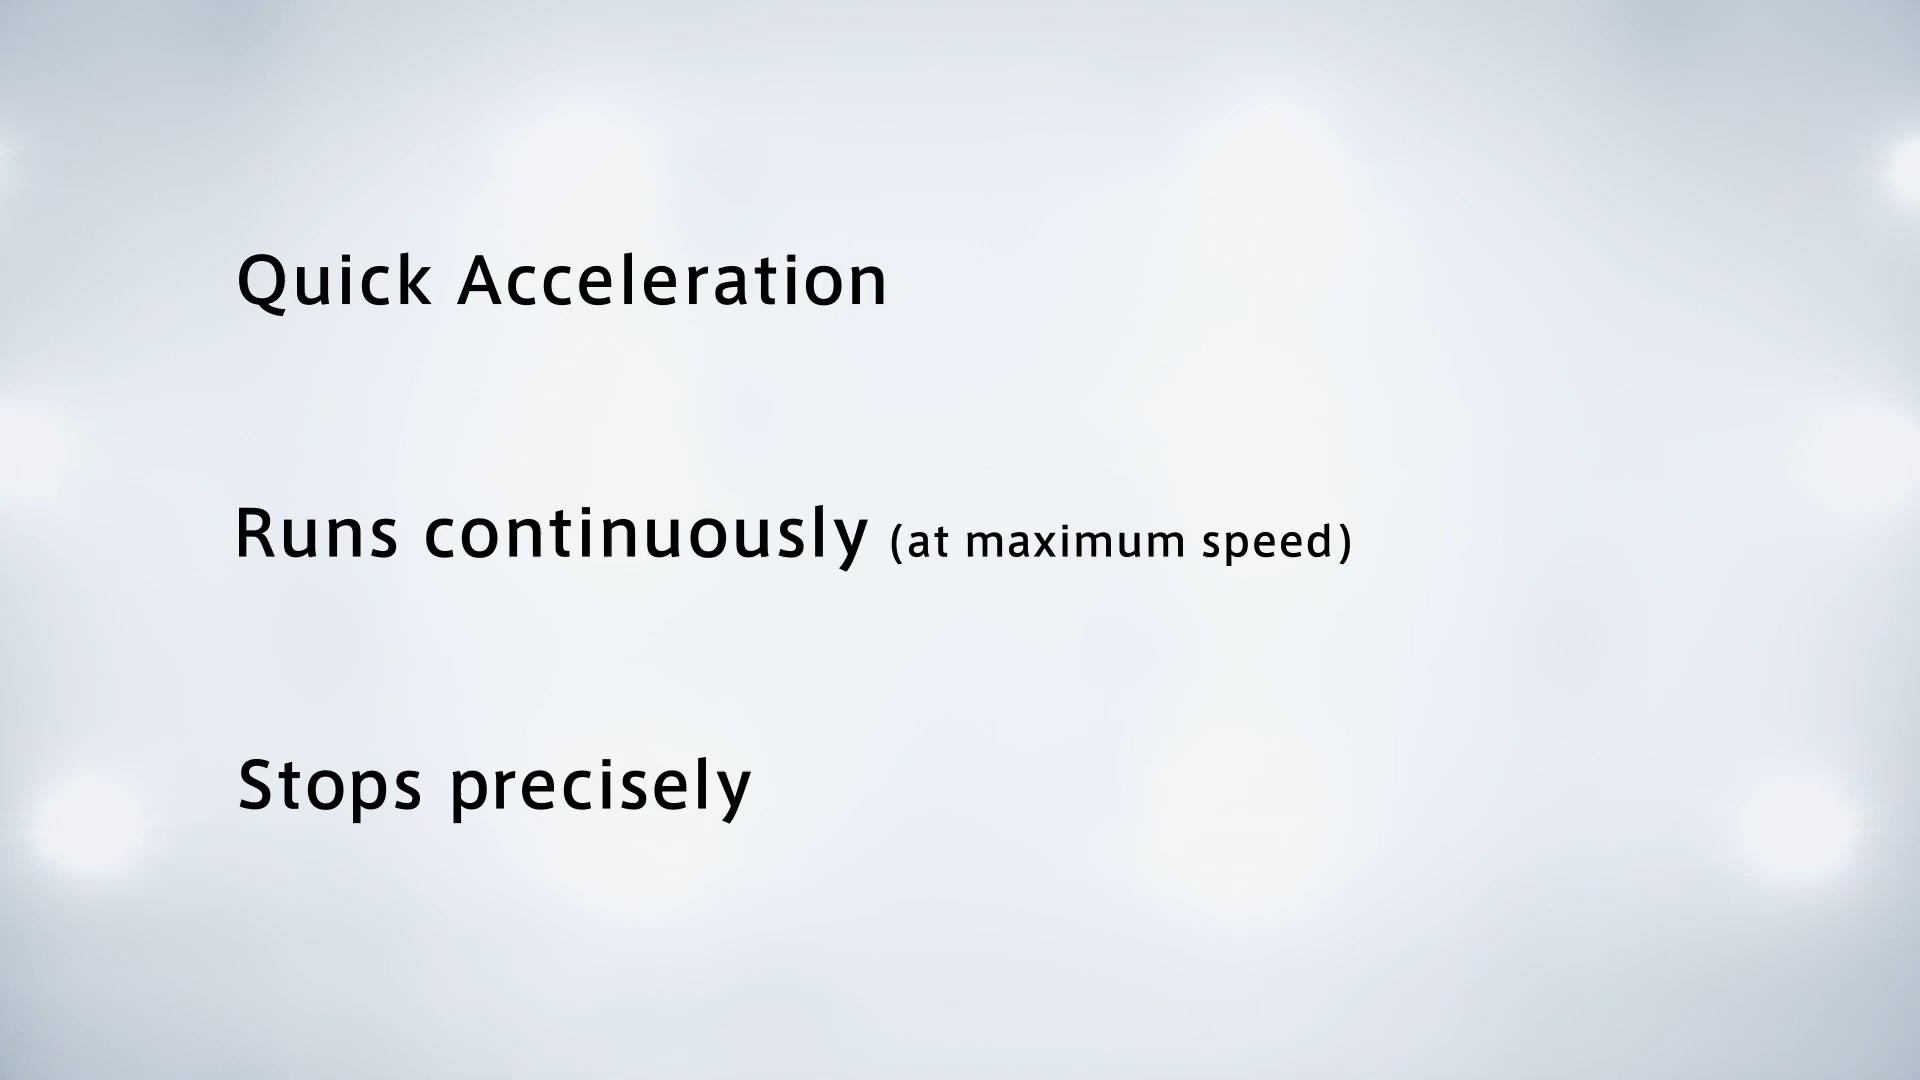 Quick Acceleration
Runs continuously (at maximum speed)
Stops precisely